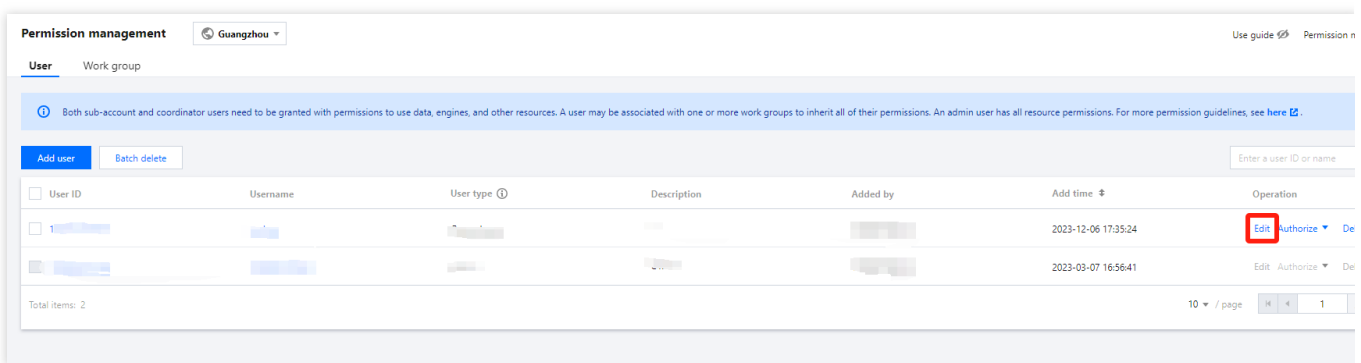 Permission management Guangzhou Use guide Permission
User Work group
Both sub-account and coordinator users need to be granted with permissions to use data, engines, and other resources. A user may be associated with one or more work groups to inherit all of their permissions. An admin user has all resource permissions. For more permission guidelines, see here.
Add user Batch delete Enter a user ID or name
User ID Username User type Description Added by Add time Operation
2023-12-06 17:35:24 Edit Authorize
2023-03-07 16:56:41 Edit Authorize
Total items: 2 10 / page 1